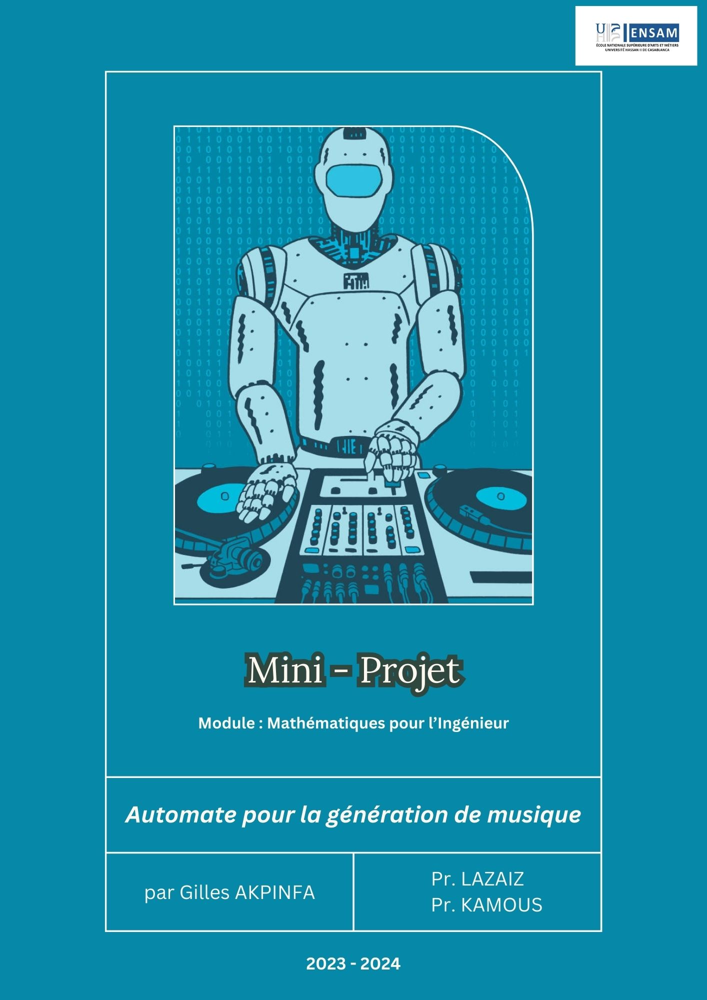 ENSAM
ÉCOLE NATIONALE SUPÉRIEURE D'ARTS ET MÉTIERS
UNIVERSITÉ HASSAN II DE CASABLANCA
Mini - Projet
Module : Mathématiques pour l'Ingénieur
Automate pour la génération de musique
par Gilles AKPINFA
Pr. LAZAIZ
Pr. KAMOUS
2023 - 2024